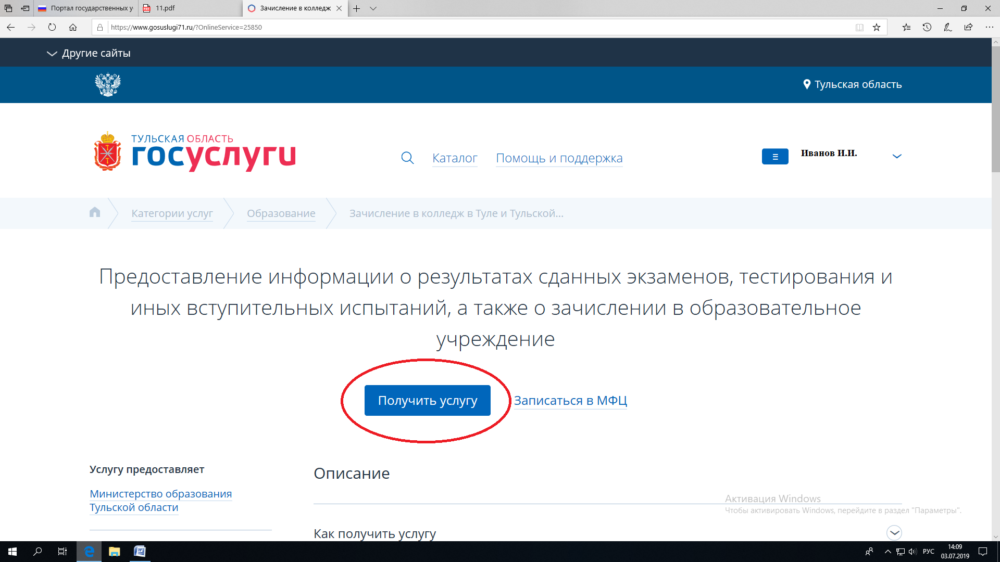 Портал государственных у
11.pdf
Зачисление в колледж
https://www.gosuslugi71.ru/?OnlineService=25850
Другие сайты
Тульская область
ТУЛЬСКАЯ ОБЛАСТЬ
госуслуги
Каталог
Помощь и поддержка
Иванов И.И.
Категории услуг
Образование
Зачисление в колледж в Туле и Тульской...
Предоставление информации о результатах сданных экзаменов, тестирования и
иных вступительных испытаний, а также о зачислении в образовательное
учреждение
Получить услугу
Записаться в МФЦ
Услугу предоставляет
Министерство образования
Тульской области
Описание
Как получить услугу
Активация Windows
Чтобы активировать Windows, перейдите в раздел "Параметры".
РУС
14:09
03.07.2019